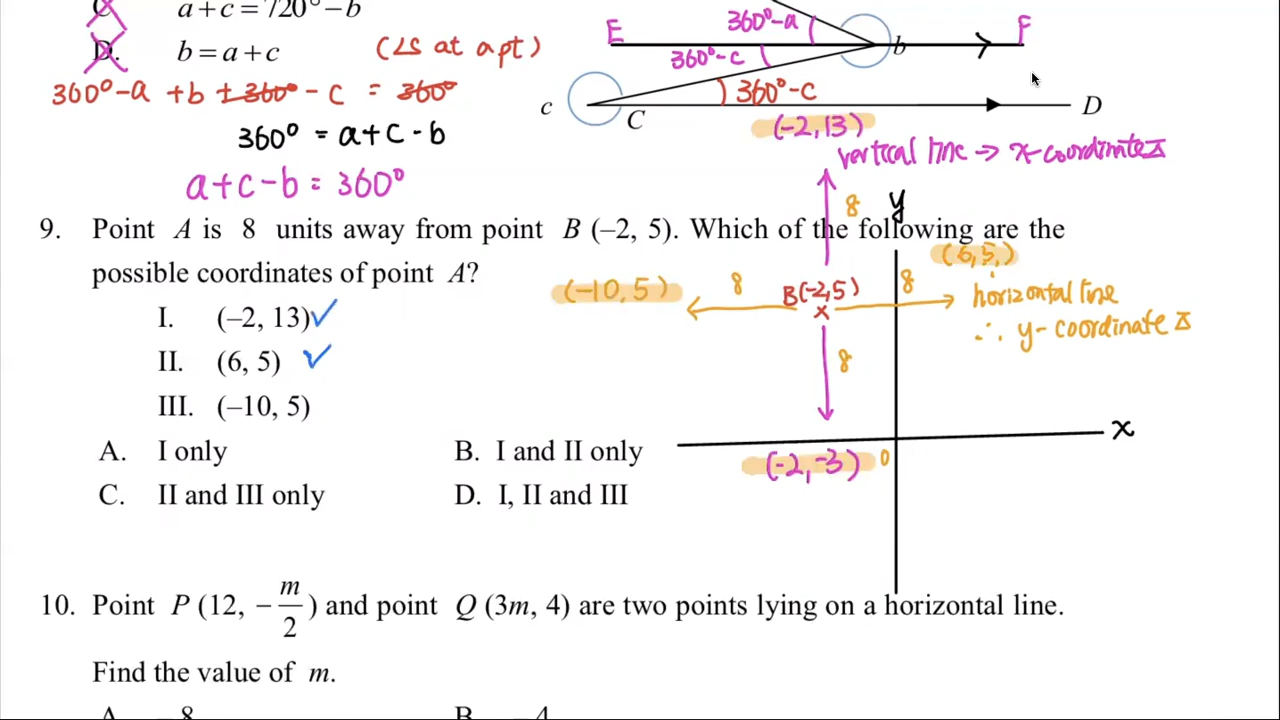 C. a + c = 720° – b
D. b = a + c
(∠s at a pt)
360°-a +b +360° - c = 360°
360° = a+c - b
a+c-b = 360°
E
360°-a
F
b
360°-c
360°-c
c
C
D
(-2,13)
vertical line → x-coordinate
8
y
9. Point A is 8 units away from point B (–2, 5). Which of the following are the
possible coordinates of point A?
I. (–2, 13)✓
II. (6, 5) ✓
III. (–10, 5)
A. I only
B. I and II only
C. II and III only
D. I, II and III
(6,5,)
(-10,5)
8
B(-2,5)
8
horizontal line
∴ y-coordinate
8
x
(-2,-3)
0
10. Point P (12, –m/2) and point Q (3m, 4) are two points lying on a horizontal line.
Find the value of m.
A. –8
B. –4